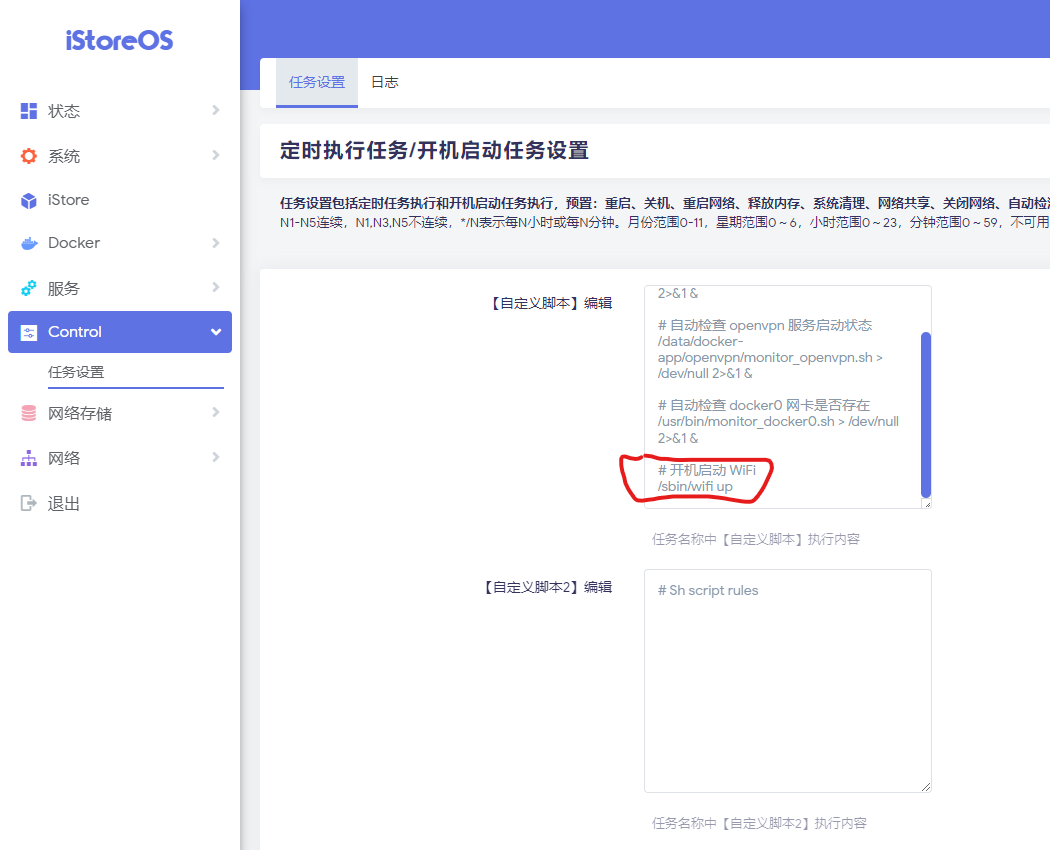 iStoreOS
状态
系统
iStore
Docker
服务
Control
任务设置
网络存储
网络
退出
任务设置
日志
定时执行任务/开机启动任务设置
任务设置包括定时任务执行和开机启动任务执行，预置：重启、关机、重启网络、释放内存、系统清理、网络共享、关闭网络、自动检
N1-N5连续，N1,N3,N5不连续，*/N表示每N小时或每N分钟。月份范围0-11，星期范围0～6，小时范围0～23，分钟范围0～59，不可用
【自定义脚本】编辑
2>&1 &
# 自动检查 openvpn 服务启动状态
/data/docker-
app/openvpn/monitor_openvpn.sh >
/dev/null 2>&1 &
# 自动检查 docker0 网卡是否存在
/usr/bin/monitor_docker0.sh > /dev/null
2>&1 &
# 开机启动 WiFi
/sbin/wifi up
任务名称中【自定义脚本】执行内容
【自定义脚本2】编辑
# Sh script rules
任务名称中【自定义脚本2】执行内容